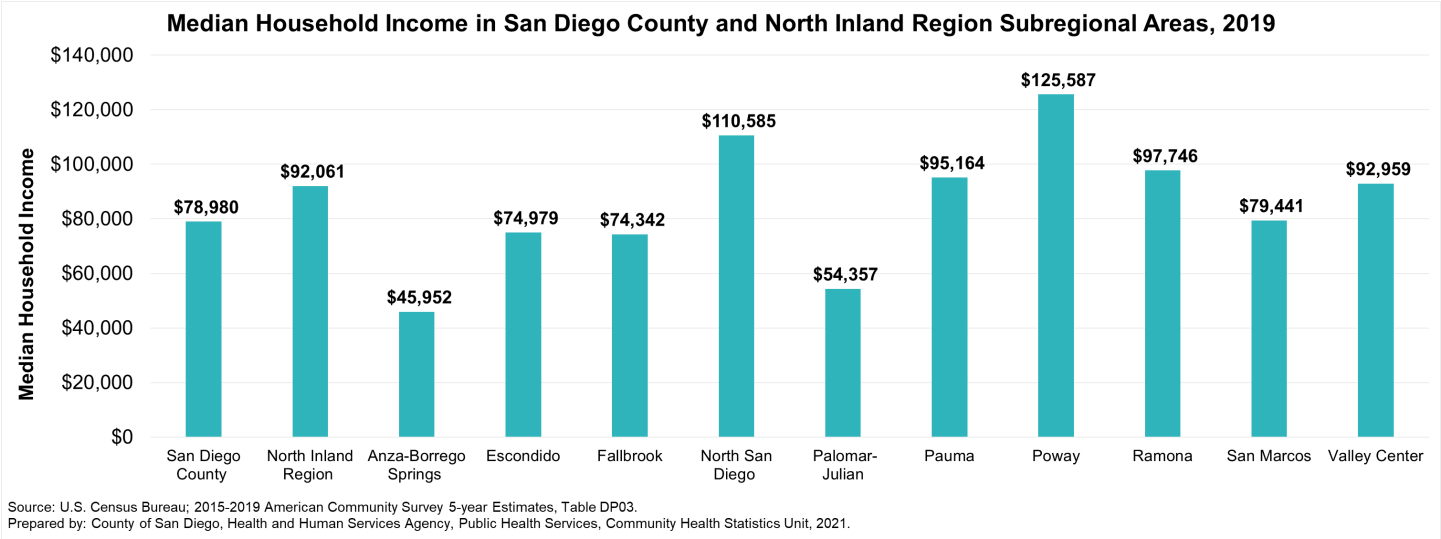 Median Household Income in San Diego County and North Inland Region Subregional Areas, 2019
Median Household Income
$140,000
$120,000
$100,000
$80,000
$60,000
$40,000
$20,000
$0
$78,980
$92,061
$45,952
$74,979
$74,342
$110,585
$54,357
$95,164
$125,587
$97,746
$79,441
$92,959
San Diego
County
North Inland
Region
Anza-Borrego
Springs
Escondido
Fallbrook
North San
Diego
Palomar-
Julian
Pauma
Poway
Ramona
San Marcos
Valley Center
Source: U.S. Census Bureau; 2015-2019 American Community Survey 5-year Estimates, Table DP03.
Prepared by: County of San Diego, Health and Human Services Agency, Public Health Services, Community Health Statistics Unit, 2021.